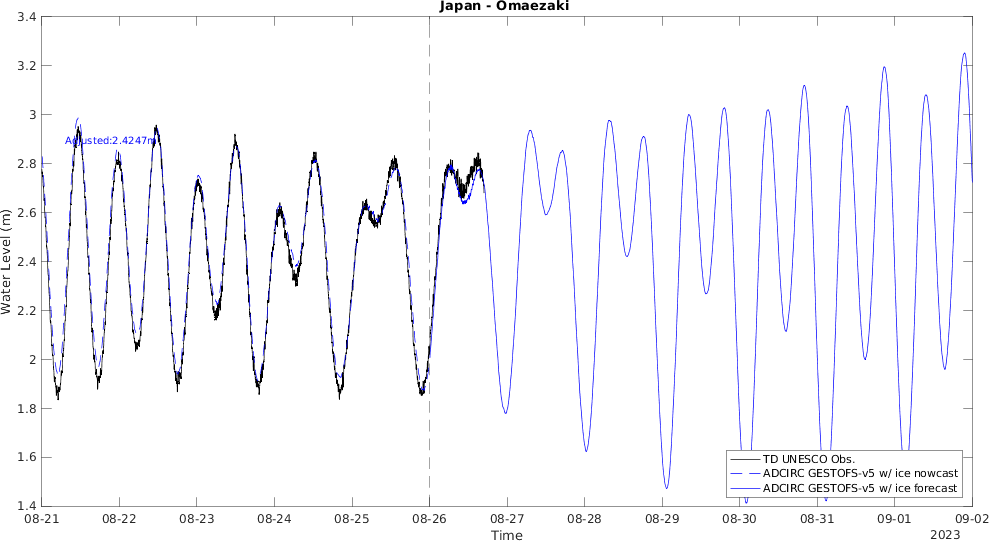 Japan - Omaezaki
3.4
3.2
3
2.8
2.6
2.4
2.2
2
1.8
1.6
1.4
Water Level (m)
Adjusted:2.4247m
TD UNESCO Obs.
ADCIRC GESTOFS-v5 w/ ice nowcast
ADCIRC GESTOFS-v5 w/ ice forecast
08-21 08-22 08-23 08-24 08-25 08-26 08-27 08-28 08-29 08-30 08-31 09-01 09-02
Time
2023